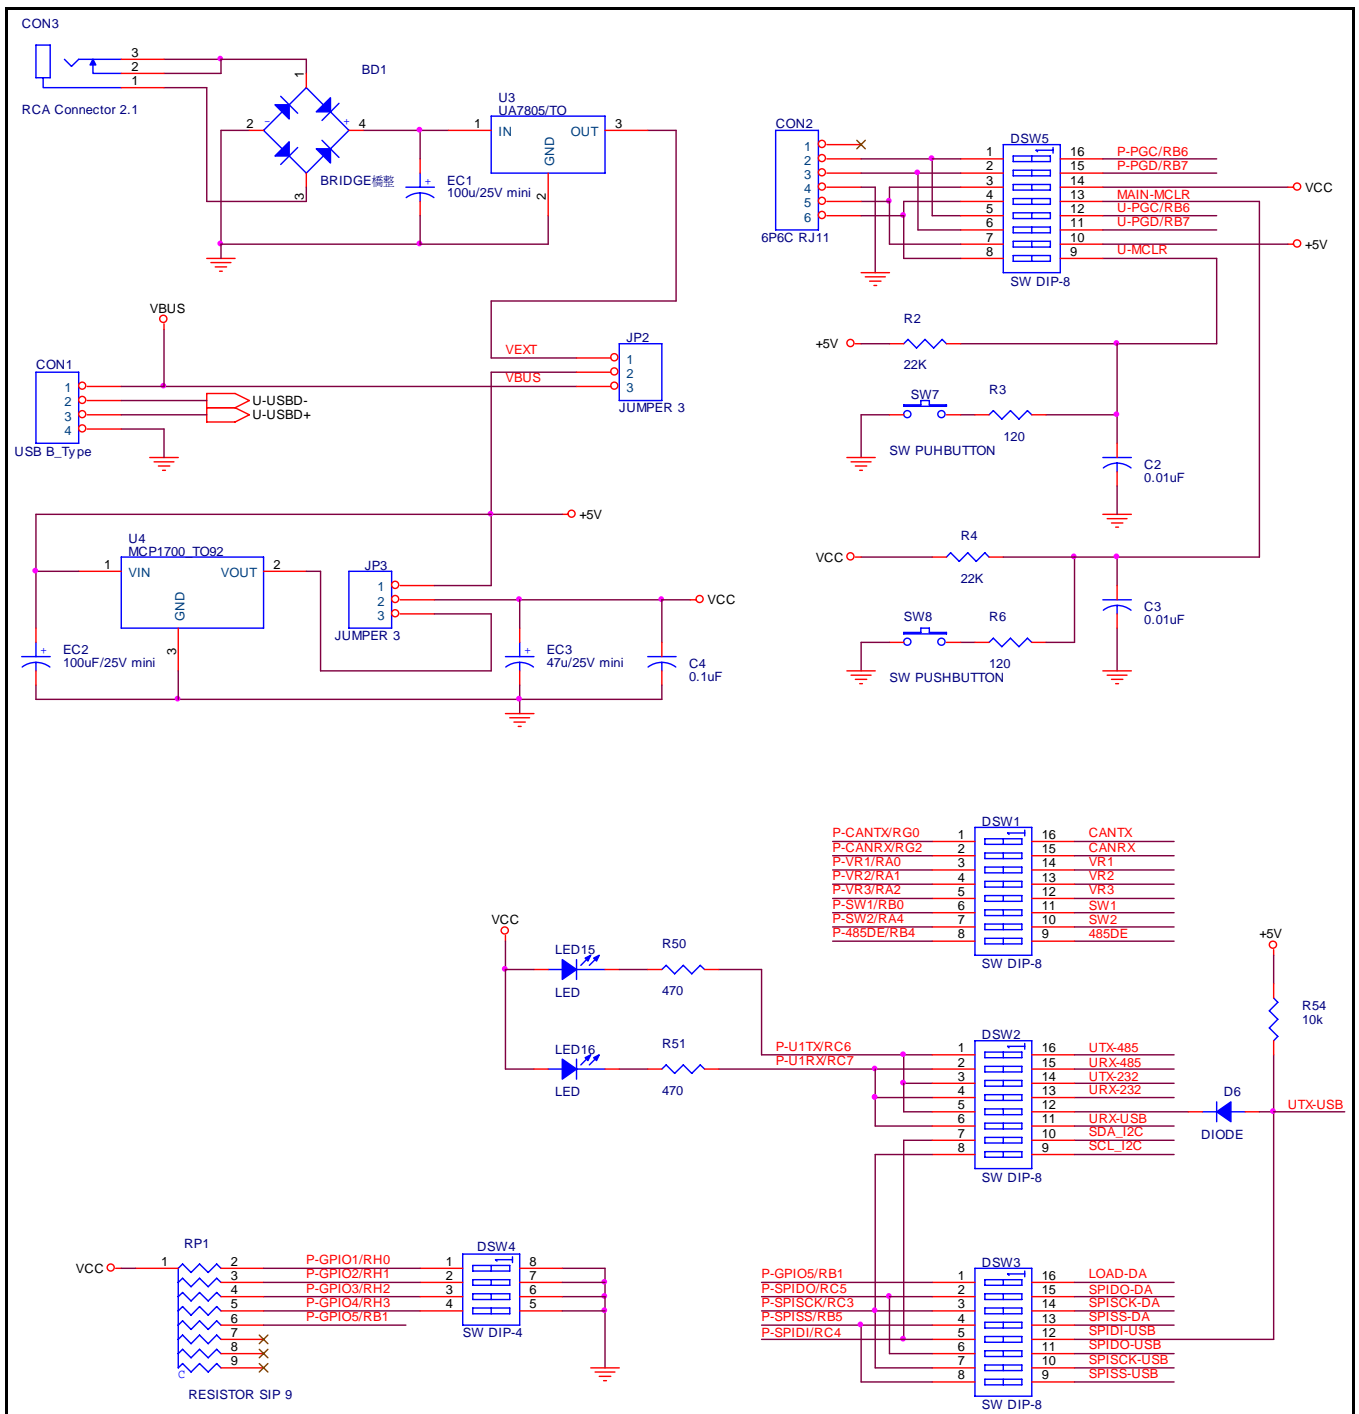 CON3
3
2
1
RCA Connector 2.1
BD1
1
2
4
3
-
+
BRIDGE橋整
U3
UA7805/TO
1
IN
OUT
3
GND
2
+
EC1
100u/25V mini
CON2
1
2
3
4
5
6
6P6C RJ11
DSW5
1
1
16
P-PGC/RB6
2
15
P-PGD/RB7
3
14
VCC
4
13
MAIN-MCLR
5
12
U-PGC/RB6
6
11
U-PGD/RB7
7
10
+5V
8
9
U-MCLR
SW DIP-8
VBUS
CON1
1
2
U-USBD-
3
U-USBD+
4
USB B_Type
VEXT
VBUS
JP2
1
2
3
JUMPER 3
+5V
R2
22K
SW7
R3
120
SW PUHBUTTON
C2
0.01uF
+5V
U4
MCP1700_TO92
1
VIN
VOUT
2
GND
3
JP3
1
2
3
JUMPER 3
VCC
+
EC2
100uF/25V mini
+
EC3
47u/25V mini
C4
0.1uF
VCC
R4
22K
SW8
R6
120
SW PUSHBUTTON
C3
0.01uF
DSW1
P-CANTX/RG0
1
1
16
CANTX
P-CANRX/RG2
2
15
CANRX
P-VR1/RA0
3
14
VR1
P-VR2/RA1
4
13
VR2
P-VR3/RA2
5
12
VR3
P-SW1/RB0
6
11
SW1
P-SW2/RA4
7
10
SW2
P-485DE/RB4
8
9
485DE
SW DIP-8
VCC
LED15
LED
R50
470
LED16
LED
R51
470
+5V
R54
10k
DSW2
P-U1TX/RC6
1
1
16
UTX-485
P-U1RX/RC7
2
15
URX-485
3
14
UTX-232
4
13
URX-232
5
12
6
11
URX-USB
7
10
SDA_I2C
8
9
SCL_I2C
SW DIP-8
D6
DIODE
UTX-USB
VCC
RP1
1
2
3
4
5
6
7
8
9
C
RESISTOR SIP 9
P-GPIO1/RH0
P-GPIO2/RH1
P-GPIO3/RH2
P-GPIO4/RH3
P-GPIO5/RB1
DSW4
1
1
8
2
7
3
6
4
5
SW DIP-4
DSW3
P-GPIO5/RB1
1
1
16
LOAD-DA
P-SPIDO/RC5
2
15
SPIDO-DA
P-SPISCK/RC3
3
14
SPISCK-DA
P-SPISS/RB5
4
13
SPISS-DA
P-SPIDI/RC4
5
12
SPIDI-USB
6
11
SPIDO-USB
7
10
SPISCK-USB
8
9
SPISS-USB
SW DIP-8